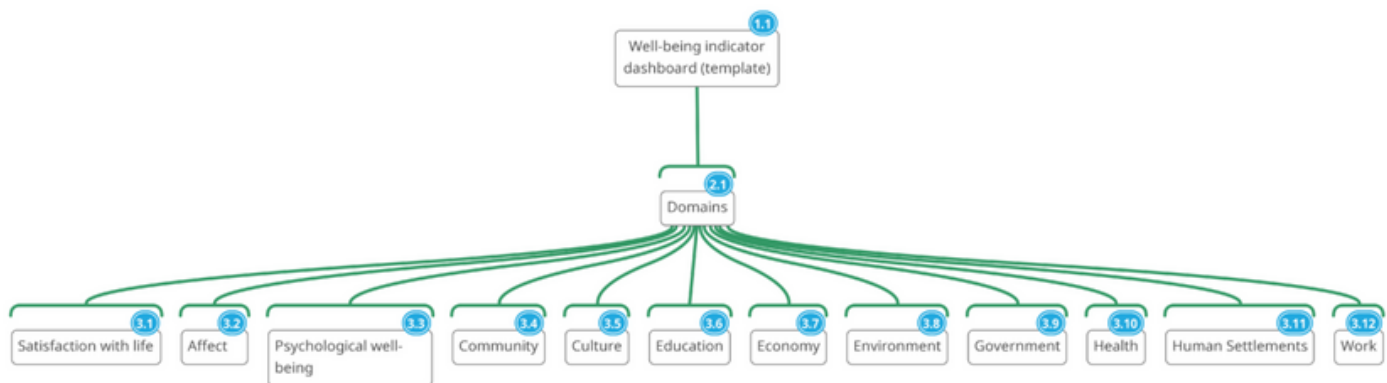 1.1
Well-being indicator
dashboard (template)
2.1
Domains
3.1
Satisfaction with life
3.2
Affect
3.3
Psychological well-
being
3.4
Community
3.5
Culture
3.6
Education
3.7
Economy
3.8
Environment
3.9
Government
3.10
Health
3.11
Human Settlements
3.12
Work